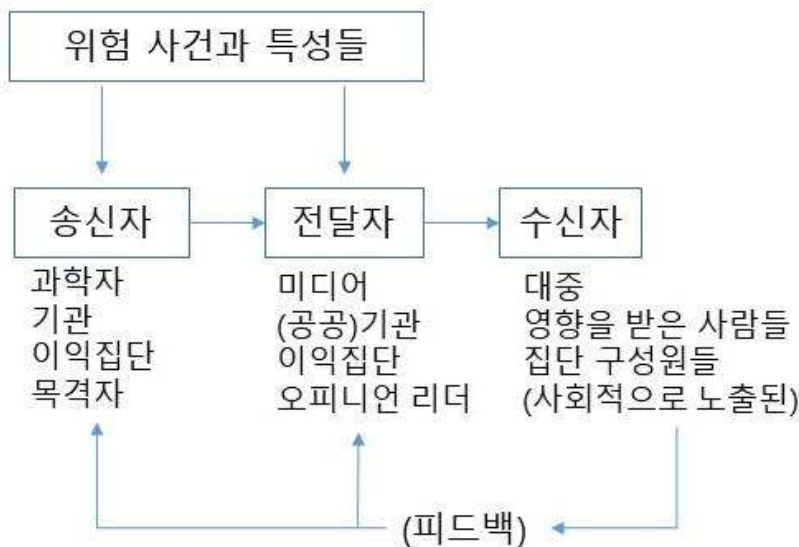 위험 사건과 특성들
송신자
전달자
수신자
과학자
기관
이익집단
목격자
미디어
(공공)기관
이익집단
오피니언 리더
대중
영향을 받은 사람들
집단 구성원들
(사회적으로 노출된)
(피드백)